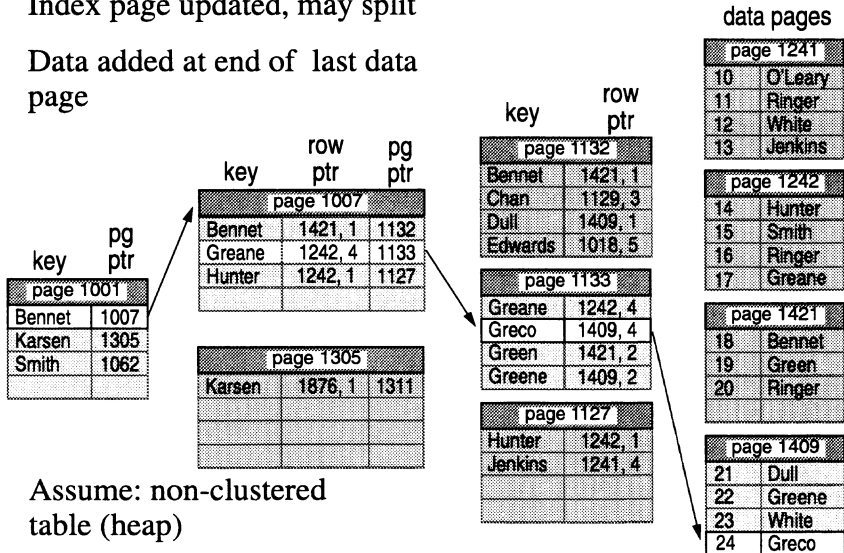 Index page updated, may split
Data added at end of last data
page
key
pg
ptr
page 1001
Bennet 1007
Karsen 1305
Smith 1062
key
row
ptr
pg
ptr
page 1007
Bennet 1421, 1 1132
Greane 1242, 4 1133
Hunter 1242, 1 1127
page 1305
Karsen 1876, 1 1311
key
row
ptr
page 1132
Bennet 1421, 1
Chan 1129, 3
Dull 1409, 1
Edwards 1018, 5
page 1133
Greane 1242, 4
Greco 1409, 4
Green 1421, 2
Greene 1409, 2
page 1127
Hunter 1242, 1
Jenkins 1241, 4
data pages
page 1241
10 O'Leary
11 Ringer
12 White
13 Jenkins
page 1242
14 Hunter
15 Smith
16 Ringer
17 Greane
page 1421
18 Bennet
19 Green
20 Ringer
page 1409
21 Dull
22 Greene
23 White
24 Greco
Assume: non-clustered
table (heap)